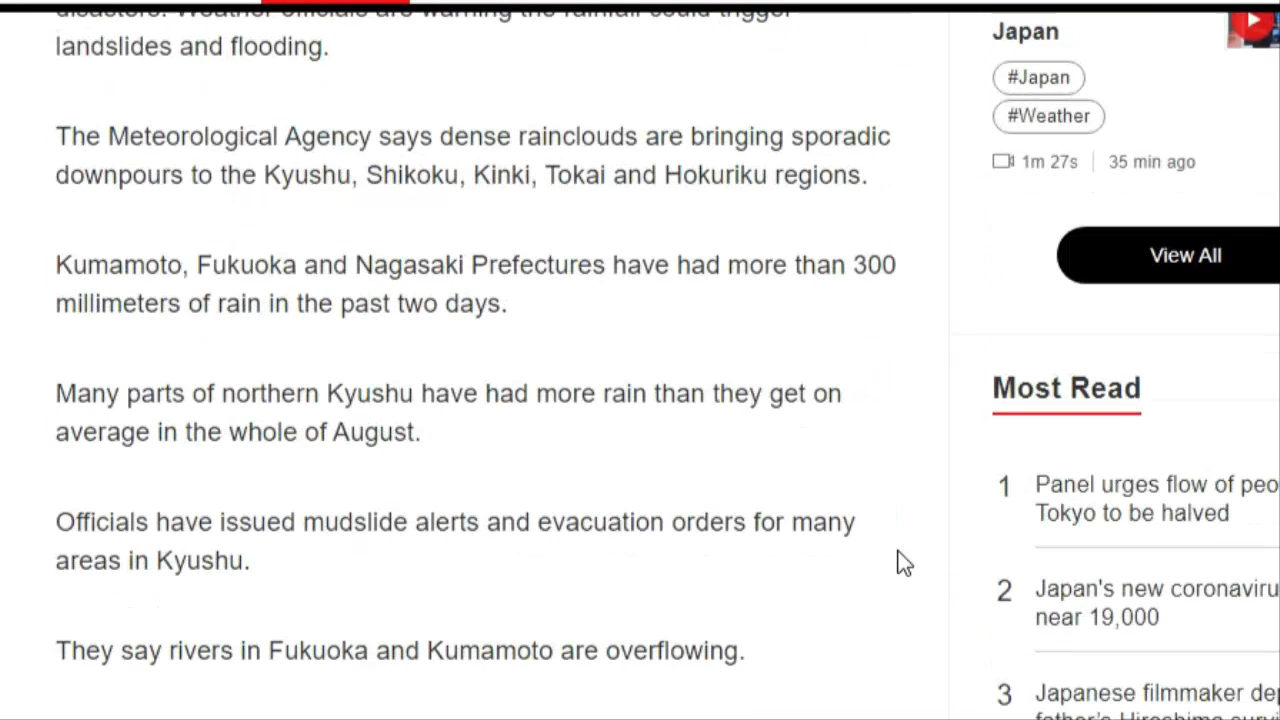 landslides and flooding.
The Meteorological Agency says dense rainclouds are bringing sporadic
downpours to the Kyushu, Shikoku, Kinki, Tokai and Hokuriku regions.
Kumamoto, Fukuoka and Nagasaki Prefectures have had more than 300
millimeters of rain in the past two days.
Many parts of northern Kyushu have had more rain than they get on
average in the whole of August.
Officials have issued mudslide alerts and evacuation orders for many
areas in Kyushu.
They say rivers in Fukuoka and Kumamoto are overflowing.
Japan
#Japan
#Weather
1m 27s
35 min ago
View All
Most Read
1 Panel urges flow of peo
Tokyo to be halved
2 Japan's new coronaviru
near 19,000
3 Japanese filmmaker de